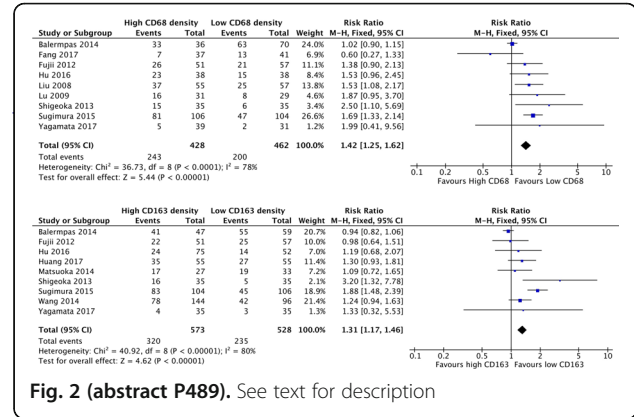 High CD68 density Low CD68 density Risk Ratio Risk Ratio
Study or Subgroup Events Total Events Total Weight M-H, Fixed, 95% CI M-H, Fixed, 95% CI
Balermpas 2014 33 36 63 70 24.0% 1.02 [0.90, 1.15]
Fang 2017 7 37 13 41 6.9% 0.60 [0.27, 1.33]
Fujii 2012 26 51 21 57 11.1% 1.38 [0.90, 2.13]
Hu 2016 23 38 15 38 8.4% 1.53 [0.96, 2.45]
Liu 2008 37 55 25 57 13.8% 1.53 [1.08, 2.17]
Lu 2009 16 31 8 29 4.6% 1.87 [0.95, 3.70]
Shigeoka 2013 15 35 6 35 3.4% 2.50 [1.10, 5.69]
Sugimura 2015 81 106 47 104 26.6% 1.69 [1.33, 2.14]
Yagamata 2017 5 39 2 31 1.2% 1.99 [0.41, 9.56]
Total (95% CI) 428 462 100.0% 1.42 [1.25, 1.62]
Total events 243 200
Heterogeneity: Chi² = 36.73, df = 8 (P < 0.0001); I² = 78%
Test for overall effect: Z = 5.44 (P < 0.00001)
0.1 0.2 0.5 1 2 5 10
Favours High CD68 Favours Low CD68
High CD163 density Low CD163 density Risk Ratio Risk Ratio
Study or Subgroup Events Total Events Total Weight M-H, Fixed, 95% CI M-H, Fixed, 95% CI
Balermpas 2014 41 47 55 59 20.7% 0.94 [0.82, 1.06]
Fujii 2012 22 51 25 57 10.0% 0.98 [0.64, 1.51]
Hu 2016 24 75 14 52 7.0% 1.19 [0.68, 2.07]
Huang 2017 35 55 27 55 11.4% 1.30 [0.93, 1.81]
Matsuoka 2014 17 27 19 33 7.2% 1.09 [0.72, 1.65]
Shigeoka 2013 16 35 5 35 2.1% 3.20 [1.32, 7.78]
Sugimura 2015 83 104 45 106 18.9% 1.88 [1.48, 2.39]
Wang 2014 78 144 42 96 21.4% 1.24 [0.94, 1.63]
Yagamata 2017 4 35 3 35 1.3% 1.33 [0.32, 5.53]
Total (95% CI) 573 528 100.0% 1.31 [1.17, 1.46]
Total events 320 235
Heterogeneity: Chi² = 40.92, df = 8 (P < 0.00001); I² = 80%
Test for overall effect: Z = 4.62 (P < 0.00001)
0.1 0.2 0.5 1 2 5 10
Favours high CD163 Favours low CD163
Fig. 2 (abstract P489). See text for description